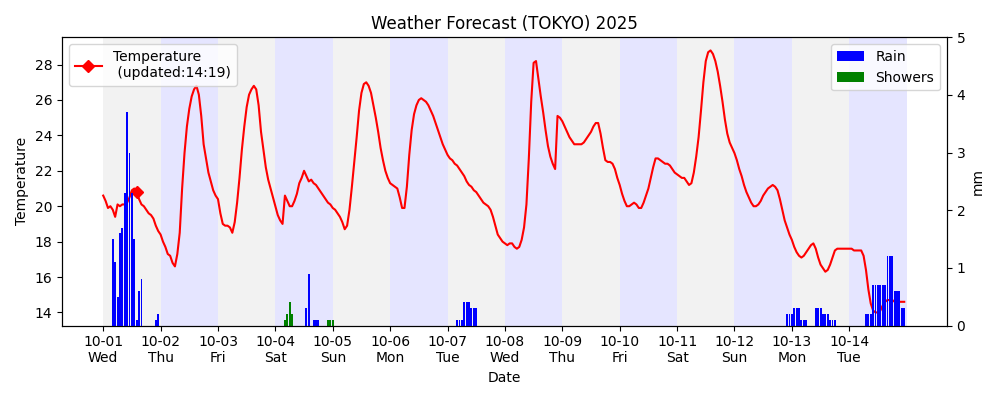 Weather Forecast (TOKYO) 2025
Temperature
(updated:14:19)
Rain
Showers
Temperature
28
26
24
22
20
18
16
14
5
4
3
2
1
0
mm
10-01 10-02 10-03 10-04 10-05 10-06 10-07 10-08 10-09 10-10 10-11 10-12 10-13 10-14
Wed Thu Fri Sat Sun Mon Tue Wed Thu Fri Sat Sun Mon Tue
Date